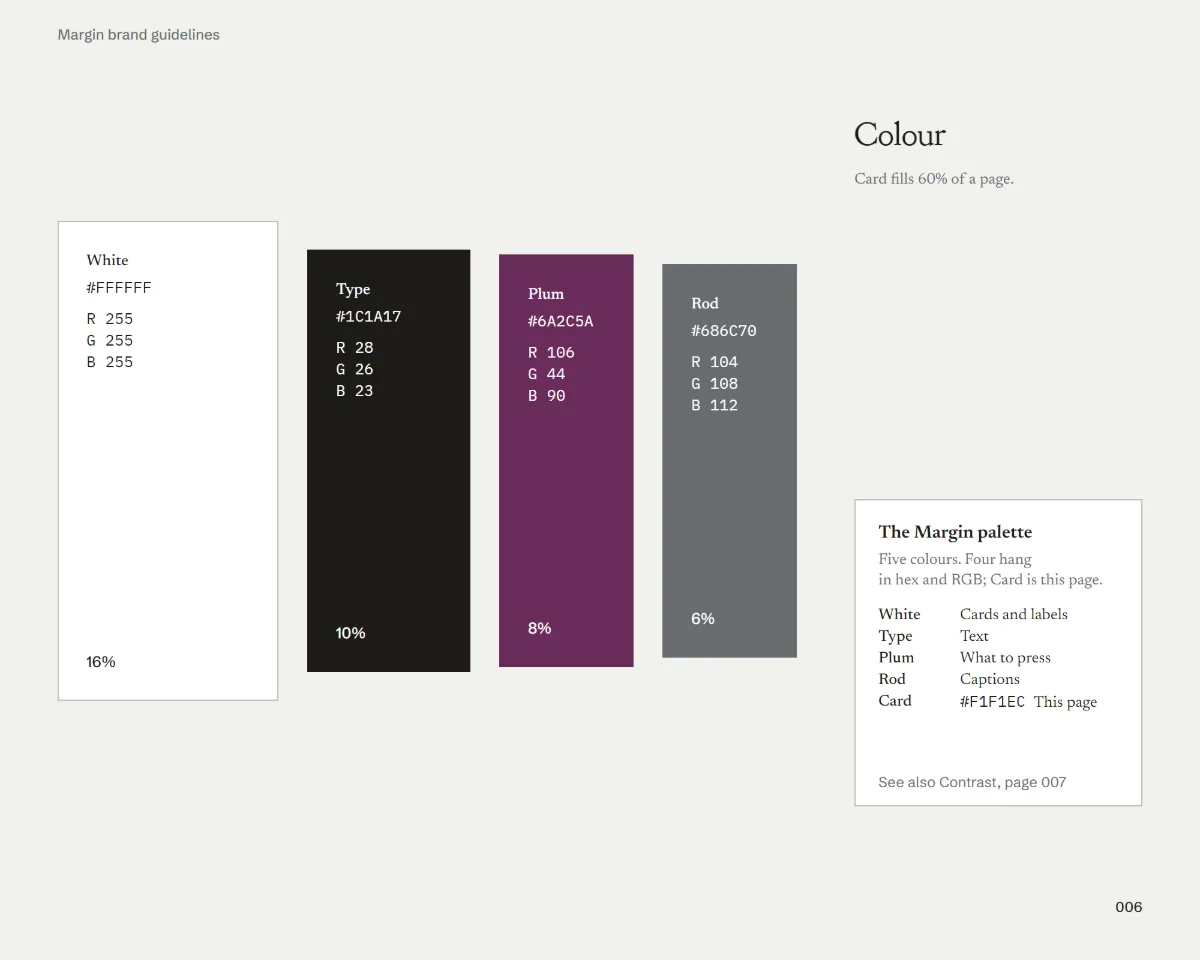 Margin brand guidelines
Colour
Card fills 60% of a page.
White
#FFFFFF
R 255
G 255
B 255
16%
Type
#1C1A17
R 28
G 26
B 23
10%
Plum
#6A2C5A
R 106
G 44
B 90
8%
Rod
#686C70
R 104
G 108
B 112
6%
The Margin palette
Five colours. Four hang
in hex and RGB; Card is this page.
White Cards and labels
Type Text
Plum What to press
Rod Captions
Card #F1F1EC This page
See also Contrast, page 007
006